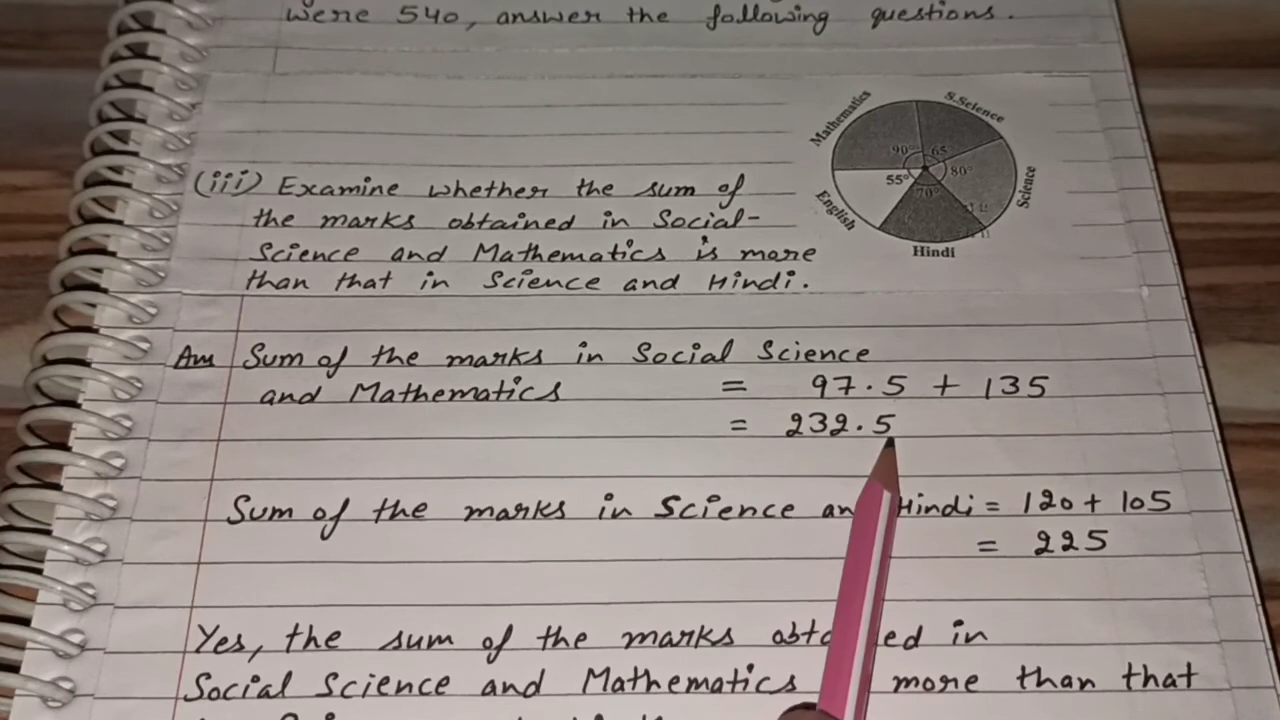 were 540, answer the following questions.
Mathematics
S.Science
90° 65°
80°
55°
70°
English
Science
Hindi
(iii) Examine whether the sum of
the marks obtained in Social-
Science and Mathematics is more
than that in Science and Hindi.
Ans Sum of the marks in Social Science
and Mathematics = 97.5 + 135
= 232.5
Sum of the marks in Science an Hindi = 120 + 105
= 225
Yes, the sum of the marks obta ed in
Social Science and Mathematics more than that